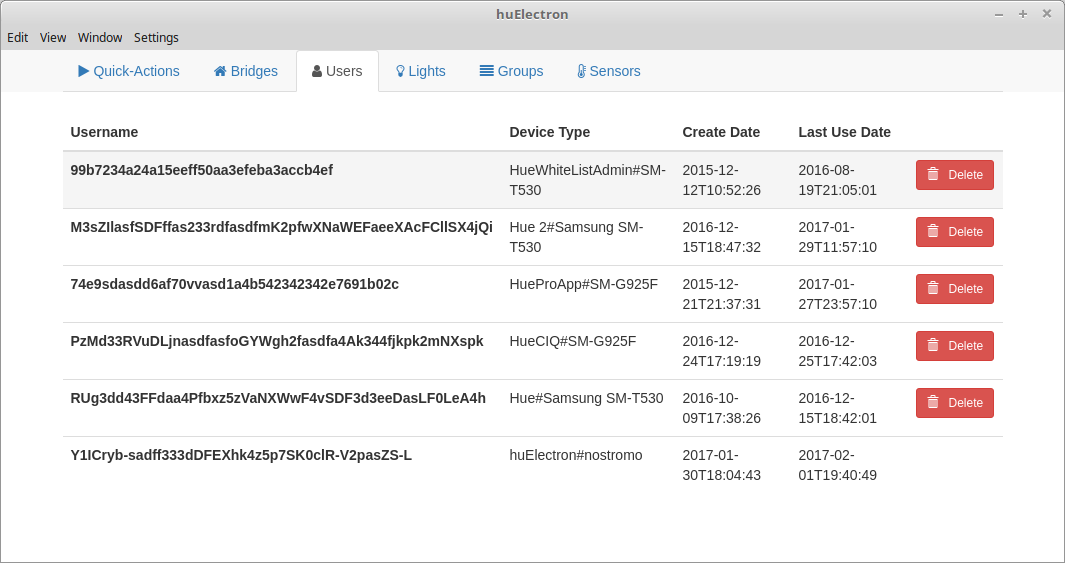 huElectron
Edit View Window Settings
Quick-Actions Bridges Users Lights Groups Sensors
Username Device Type Create Date Last Use Date
99b7234a24a15eeff50aa3efeba3accb4ef HueWhiteListAdmin#SM- 2015-12- 2016-08- Delete
T530 12T10:52:26 19T21:05:01
M3sZIlasfSDFffas233rdfasdfmK2pfwXNaWEFaeeXAcFCllSX4jQi Hue 2#Samsung SM- 2016-12- 2017-01- Delete
T530 15T18:47:32 29T11:57:10
74e9sdasdd6af70vvasd1a4b542342342e7691b02c HueProApp#SM-G925F 2015-12- 2017-01- Delete
21T21:37:31 27T23:57:10
PzMd33RVuDLjnasdfasfoGYWgh2fasdfa4Ak344fjkpk2mNXspk HueCIQ#SM-G925F 2016-12- 2016-12- Delete
24T17:19:19 25T17:42:03
RUg3dd43FFdaa4Pfbxz5zVaNXWwF4vSDF3d3eeDasLF0LeA4h Hue#Samsung SM-T530 2016-10- 2016-12- Delete
09T17:38:26 15T18:42:01
Y1ICryb-sadff333dDFEXhk4z5p7SK0clR-V2pasZS-L huElectron#nostromo 2017-01- 2017-02-
30T18:04:43 01T19:40:49